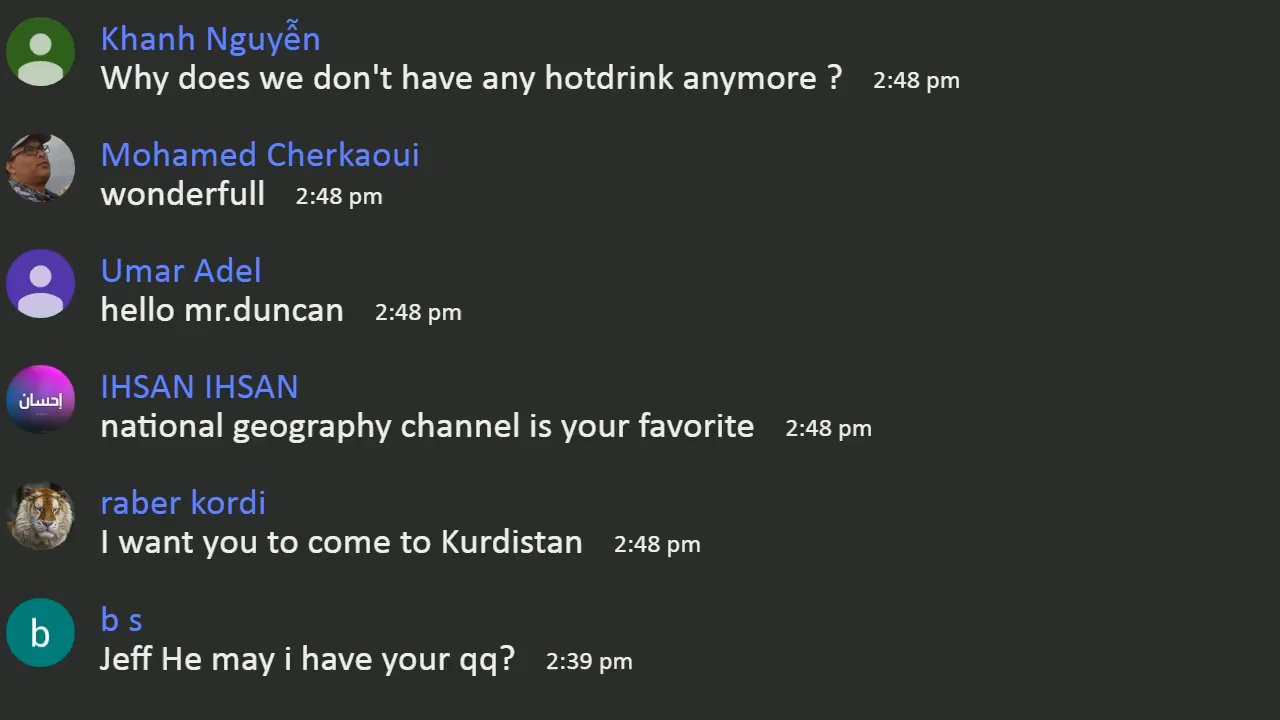 Khanh Nguyễn
Why does we don't have any hotdrink anymore ? 2:48 pm
Mohamed Cherkaoui
wonderfull 2:48 pm
Umar Adel
hello mr.duncan 2:48 pm
إحسان
IHSAN IHSAN
national geography channel is your favorite 2:48 pm
raber kordi
I want you to come to Kurdistan 2:48 pm
b
b s
Jeff He may i have your qq? 2:39 pm